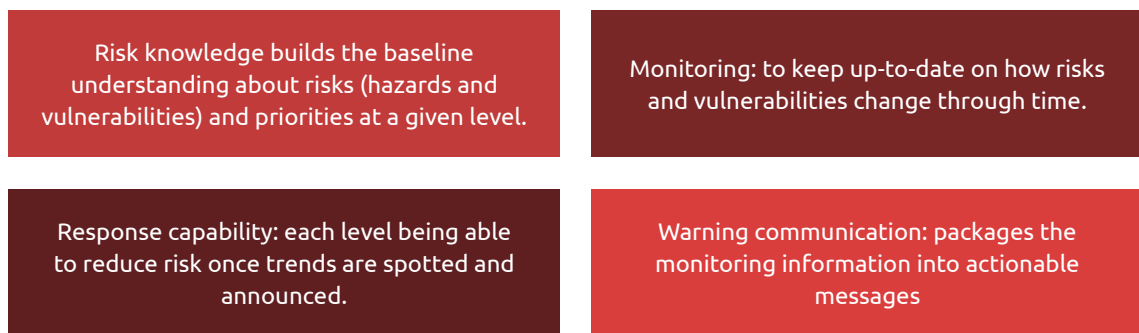 Risk knowledge builds the baseline
understanding about risks (hazards and
vulnerabilities) and priorities at a given level.
Monitoring: to keep up-to-date on how risks
and vulnerabilities change through time.
Response capability: each level being able
to reduce risk once trends are spotted and
announced.
Warning communication: packages the
monitoring information into actionable
messages